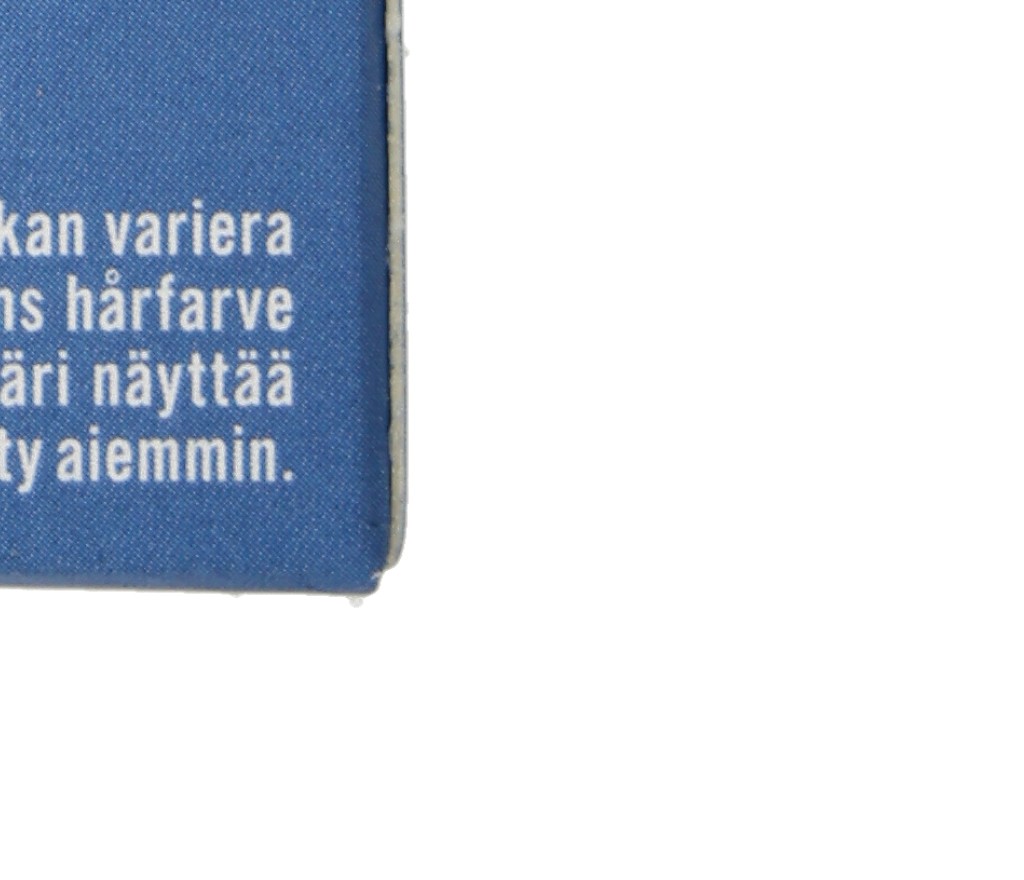 kan variera
ns hårfarve
äri näyttää
ty aiemmin.